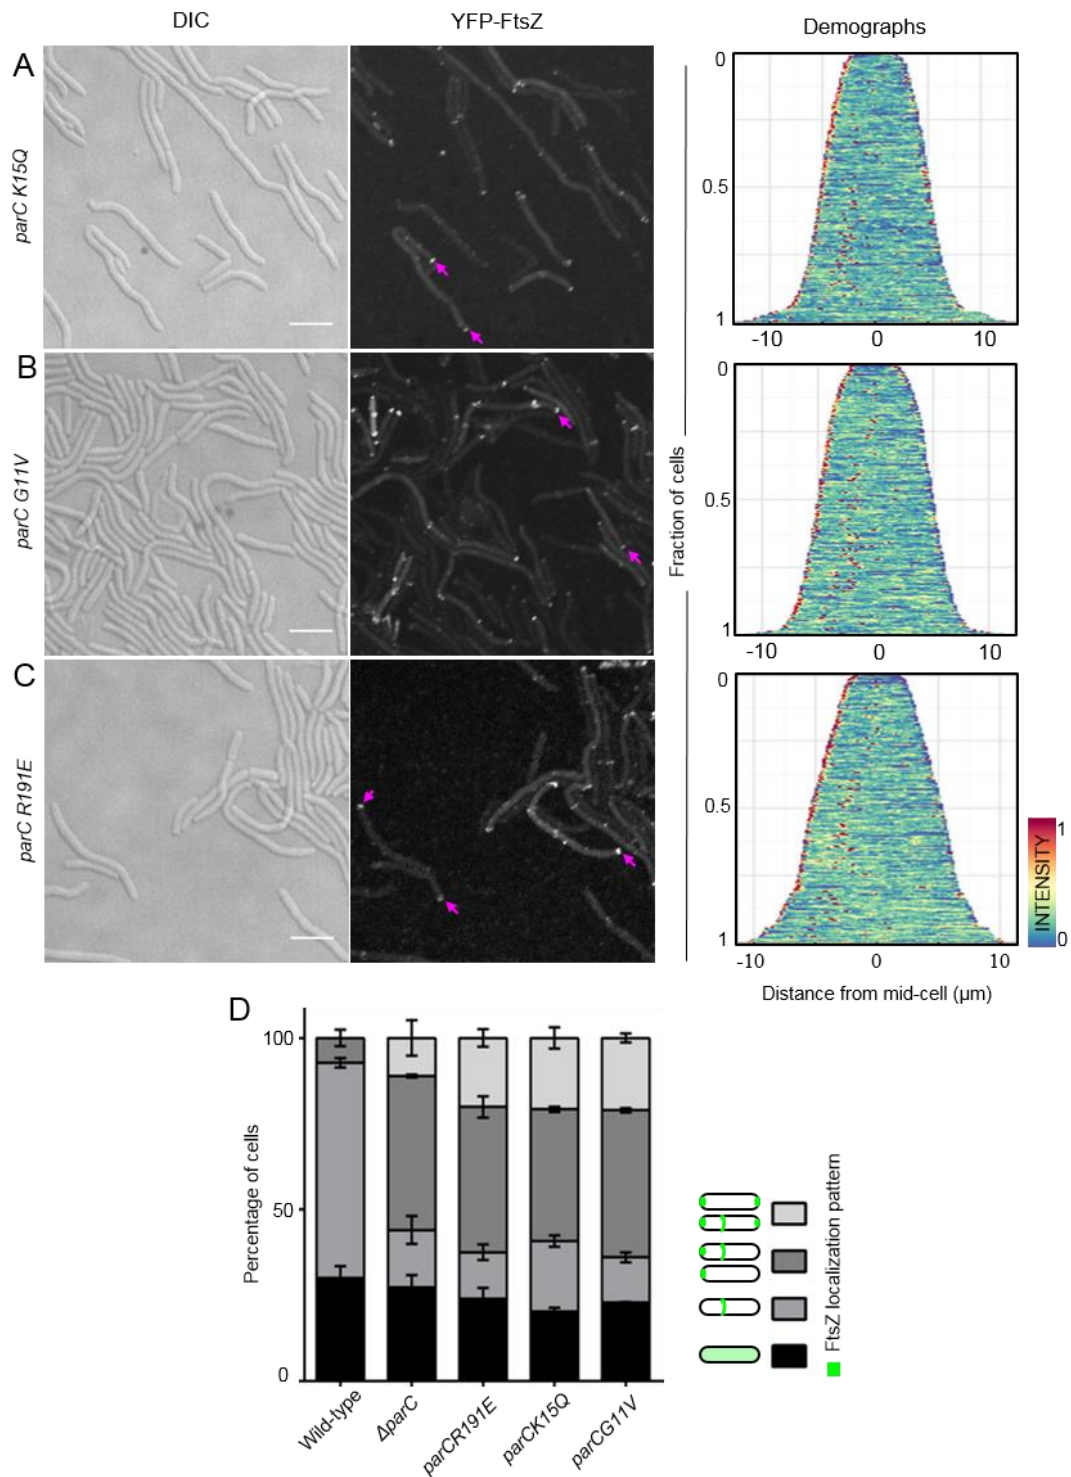 DIC
YFP-FtsZ
Demographs
A
parC K15Q
0
0.5
1
-10
0
10
B
parC G11V
Fraction of cells
0
0.5
1
-10
0
10
C
parC R191E
0
0.5
1
-10
0
10
INTENSITY
1
0
Distance from mid-cell (µm)
D
Percentage of cells
100
50
0
Wild-type
ΔparC
parCR191E
parCK15Q
parCG11V
FtsZ localization pattern